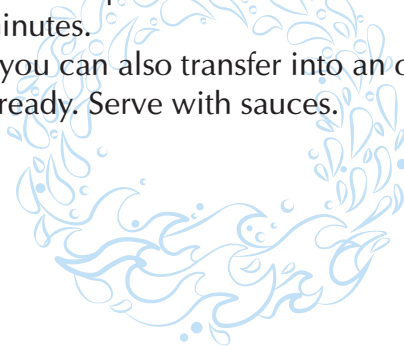 inutes.
you can also transfer into an
ready. Serve with sauces.